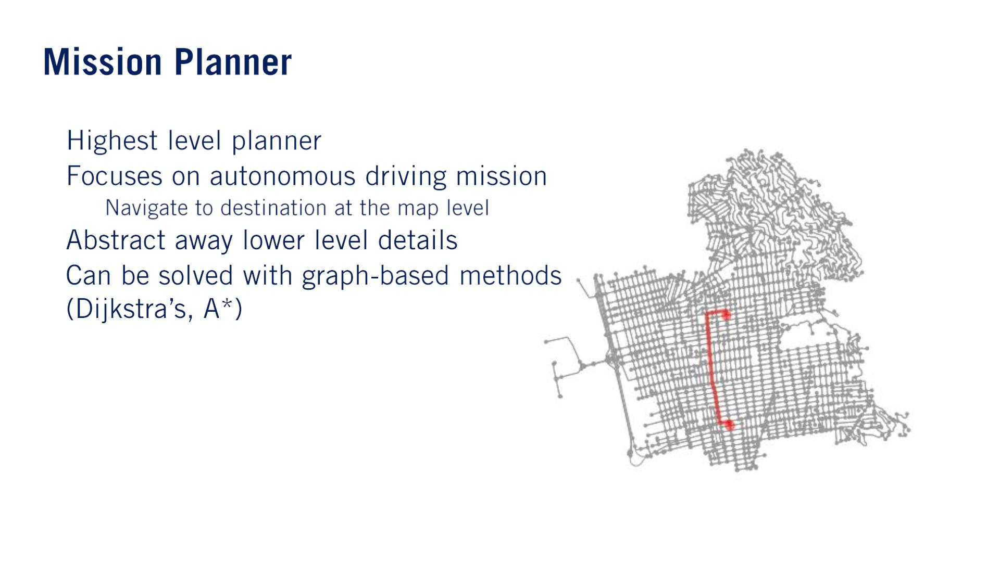 Mission Planner
Highest level planner
Focuses on autonomous driving mission
Navigate to destination at the map level
Abstract away lower level details
Can be solved with graph-based methods
(Dijkstra’s, A*)